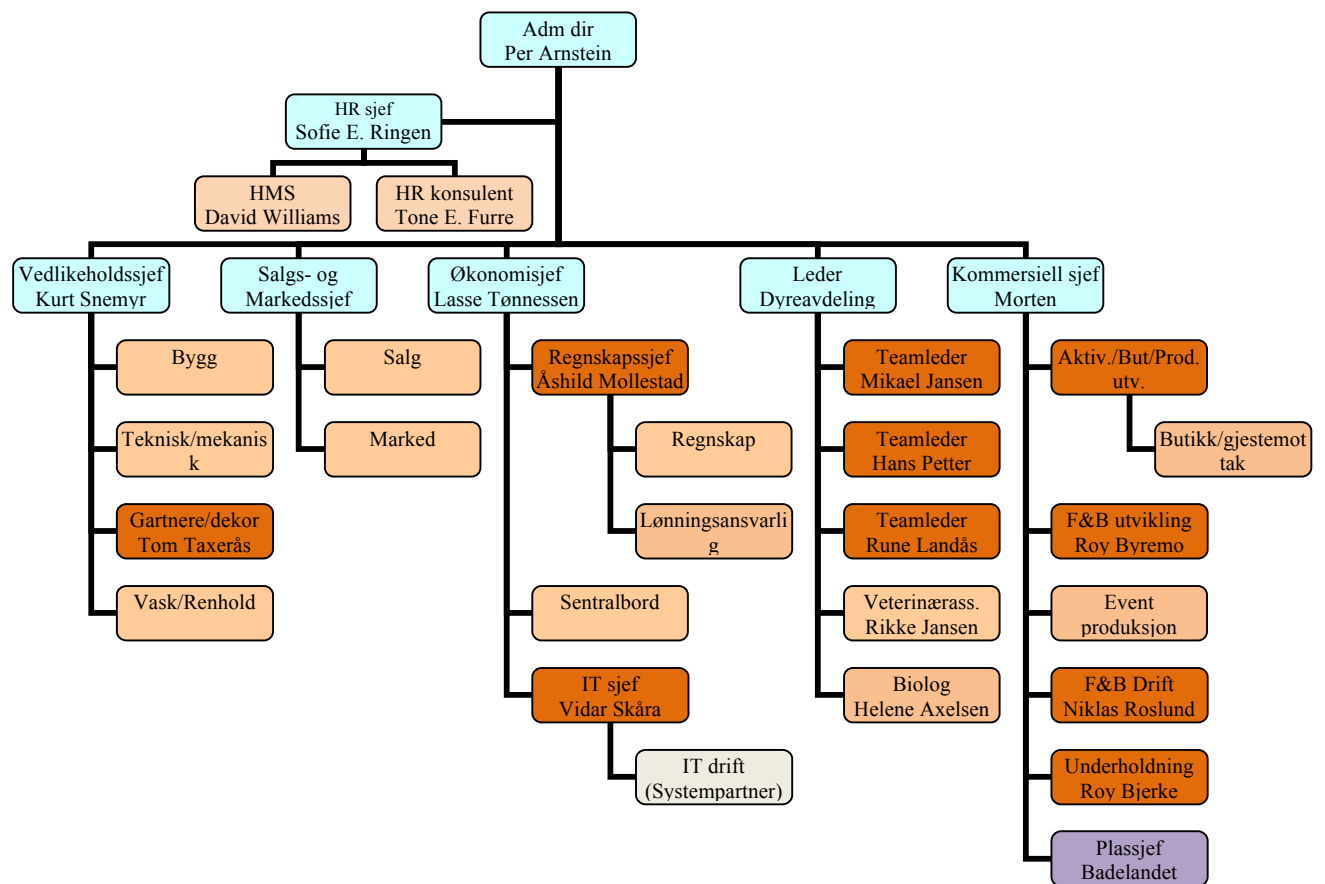 Adm dir
Per Arnstein
HR sjef
Sofie E. Ringen
HMS
David Williams
HR konsulent
Tone E. Furre
Vedlikeholdssjef
Kurt Snemyr
Salgs- og
Markedssjef
Økonomisjef
Lasse Tønnessen
Leder
Dyreavdeling
Kommersiell sjef
Morten
Bygg
Teknisk/mekanis
k
Gartnere/dekor
Tom Taxerås
Vask/Renhold
Salg
Marked
Regnskapssjef
Åshild Mollestad
Regnskap
Lønningsansvarlig
g
Sentralbord
IT sjef
Vidar Skåra
IT drift
(Systempartner)
Teamleder
Mikael Jansen
Teamleder
Hans Petter
Teamleder
Rune Landås
Veterinærass.
Rikke Jansen
Biolog
Helene Axelsen
Aktiv./But/Prod.
utv.
Butikk/gjestemot
tak
F&B utvikling
Roy Byremo
Event
produksjon
F&B Drift
Niklas Roslund
Underholdning
Roy Bjerke
Plassjef
Badelandet